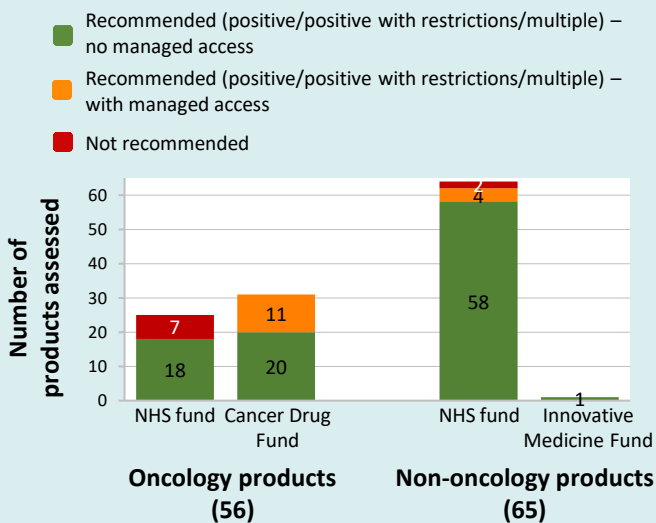 Recommended (positive/positive with restrictions/multiple) –
no managed access
Recommended (positive/positive with restrictions/multiple) –
with managed access
Not recommended
Number of
products assessed
60
50
40
30
20
10
0
7
18
11
20
2
4
58
1
NHS fund
Cancer Drug
Fund
NHS fund
Innovative
Medicine Fund
Oncology products
(56)
Non-oncology products
(65)